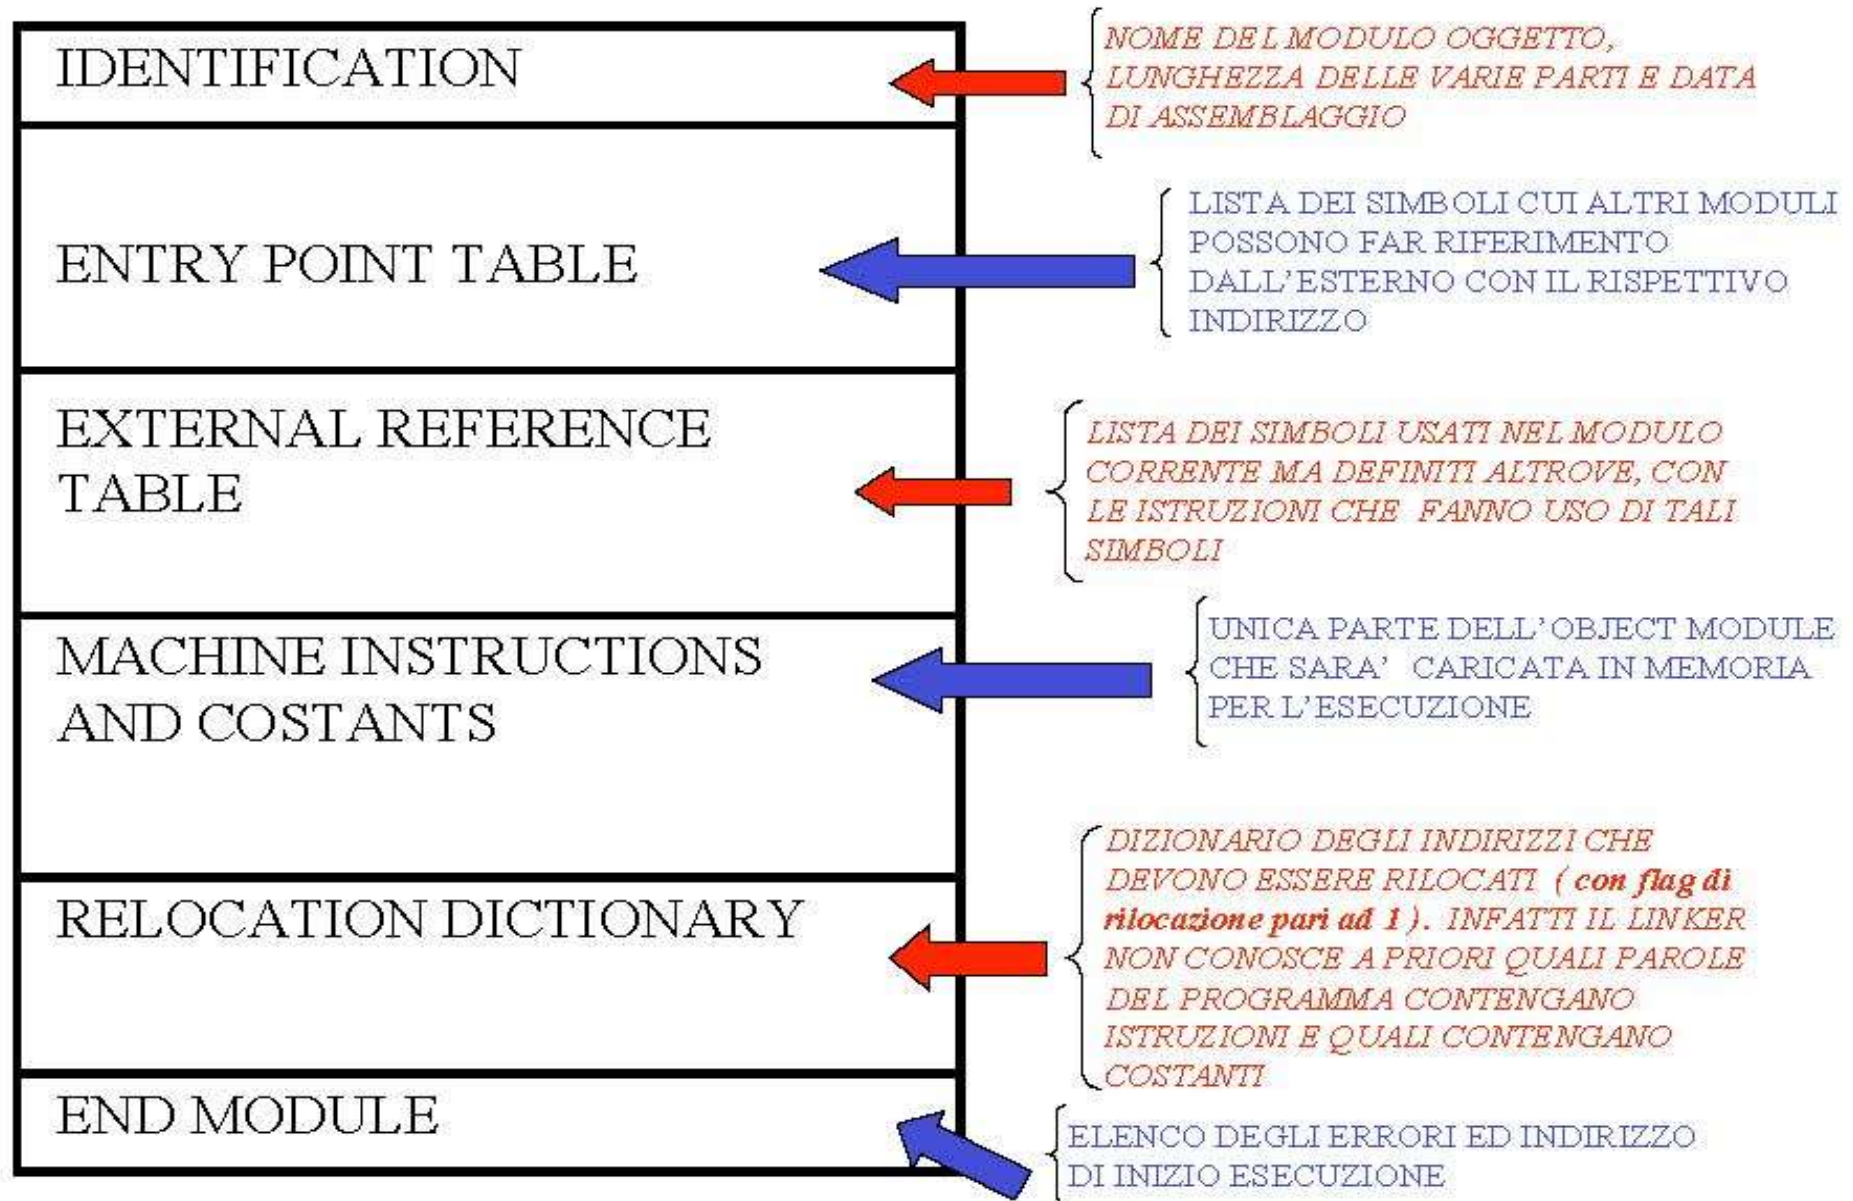 IDENTIFICATION
NOME DEL MODULO OGGETTO,
LUNGHEZZA DELLE VARIE PARTI E DATA
DI ASSEMBLAGGIO
ENTRY POINT TABLE
LISTA DEI SIMBOLI CUI ALTRI MODULI
POSSONO FAR RIFERIMENTO
DALL'ESTERNO CON IL RISPETTIVO
INDIRIZZO
EXTERNAL REFERENCE
TABLE
LISTA DEI SIMBOLI USATI NEL MODULO
CORRENTE MA DEFINITI ALTROVE, CON
LE ISTRUZIONI CHE FANNO USO DI TALI
SIMBOLI
MACHINE INSTRUCTIONS
AND COSTANTS
UNICA PARTE DELL'OBJECT MODULE
CHE SARA' CARICATA IN MEMORIA
PER L'ESECUZIONE
RELOCATION DICTIONARY
DIZIONARIO DEGLI INDIRIZZI CHE
DEVONO ESSERE RILOCATI ( con flag di
rilocazione pari ad 1 ). INFATTI IL LINKER
NON CONOSCE A PRIORI QUALI PAROLE
DEL PROGRAMMA CONTENGANO
ISTRUZIONI E QUALI CONTENGANO
COSTANTI
END MODULE
ELENCO DEGLI ERRORI ED INDIRIZZO
DI INIZIO ESECUZIONE